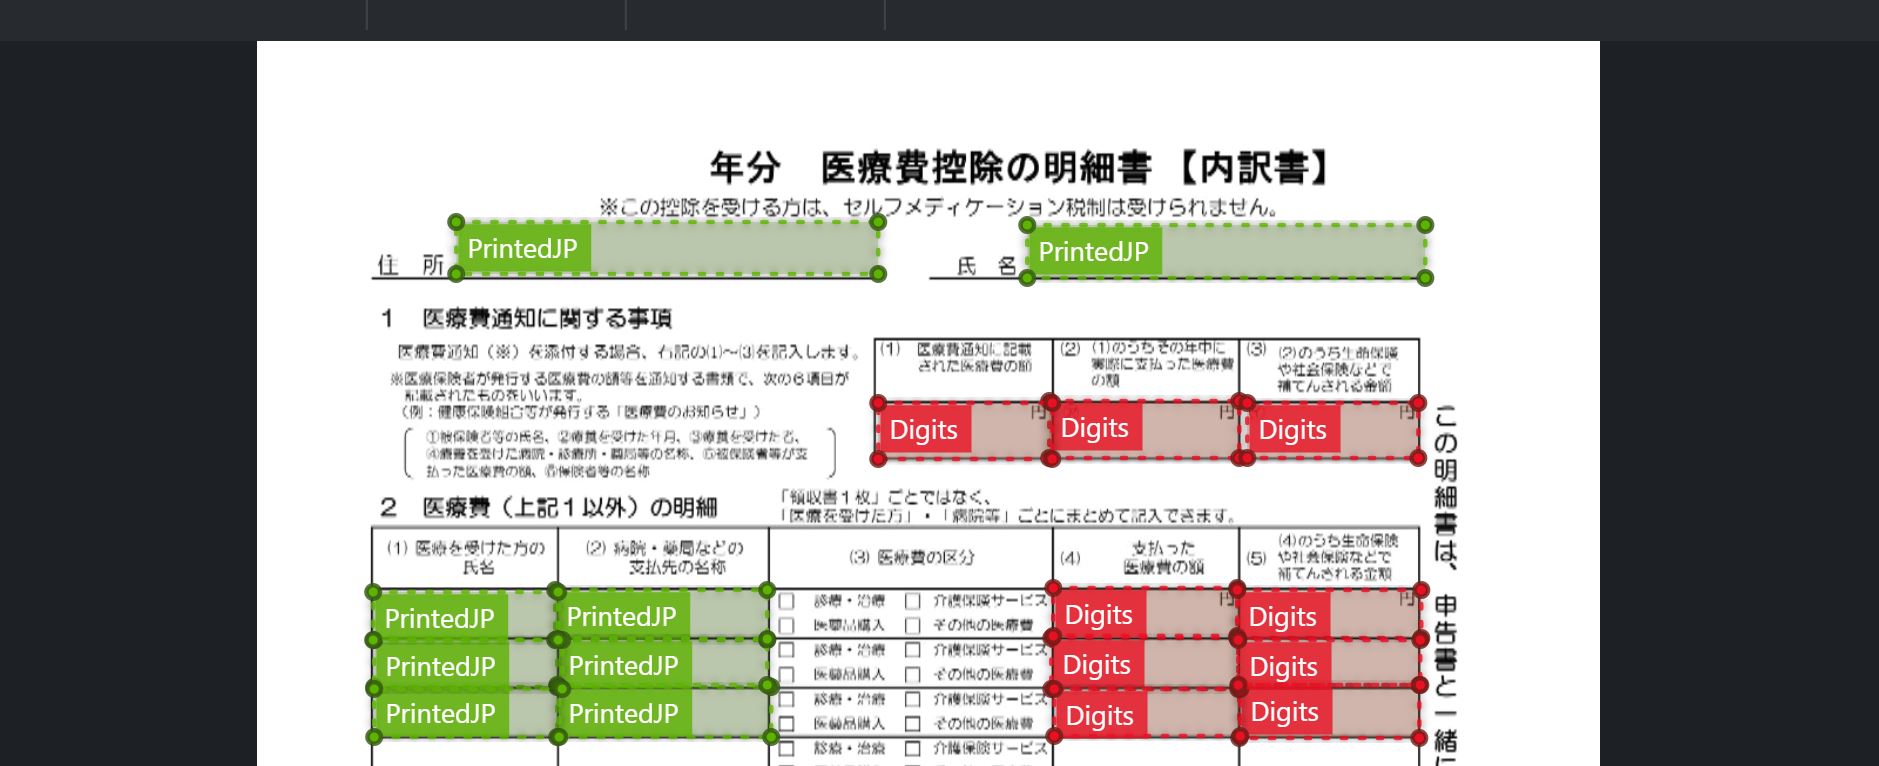 年分　医療費控除の明細書【内訳書】
※この控除を受ける方は、セルフメディケーション税制は受けられません。
住　所 PrintedJP 氏　名 PrintedJP
1　医療費通知に関する事項
医療費通知（※）を添付する場合、右記の(1)～(3)を記入します。
※医療保険者が発行する医療費の額等を通知する書類で、次の6項目が
記載されたものをいいます。
（例：健康保険組合等が発行する「医療費のお知らせ」）
①被保険者等の氏名、②療養を受けた年月、③療養を受けた者、
④療養を受けた病院・診療所・薬局等の名称、⑤被保険者等が支
払った医療費の額、⑥保険者等の名称
(1) 医療費通知に記載
された医療費の額
(2) (1)のうちその年中に
実際に支払った医療費
の額
(3) (2)のうち生命保険
や社会保険などで
補てんされる金額
Digits 円 Digits 円 Digits 円
2　医療費（上記1以外）の明細
「領収書1枚」ごとではなく、
「医療を受けた方」・「病院等」ごとにまとめて記入できます。
(1) 医療を受けた方の
氏名
(2) 病院・薬局などの
支払先の名称
(3) 医療費の区分
(4) 支払った
医療費の額
(5) (4)のうち生命保険
や社会保険などで
補てんされる金額
PrintedJP PrintedJP □ 診療・治療 □ 介護保険サービス Digits 円 Digits 円
□ 医薬品購入 □ その他の医療費
PrintedJP PrintedJP □ 診療・治療 □ 介護保険サービス Digits Digits
□ 医薬品購入 □ その他の医療費
PrintedJP PrintedJP □ 診療・治療 □ 介護保険サービス Digits Digits
□ 医薬品購入 □ その他の医療費
□ 診療・治療 □ 介護保険サービス
この明細書は、申告書と一緒に